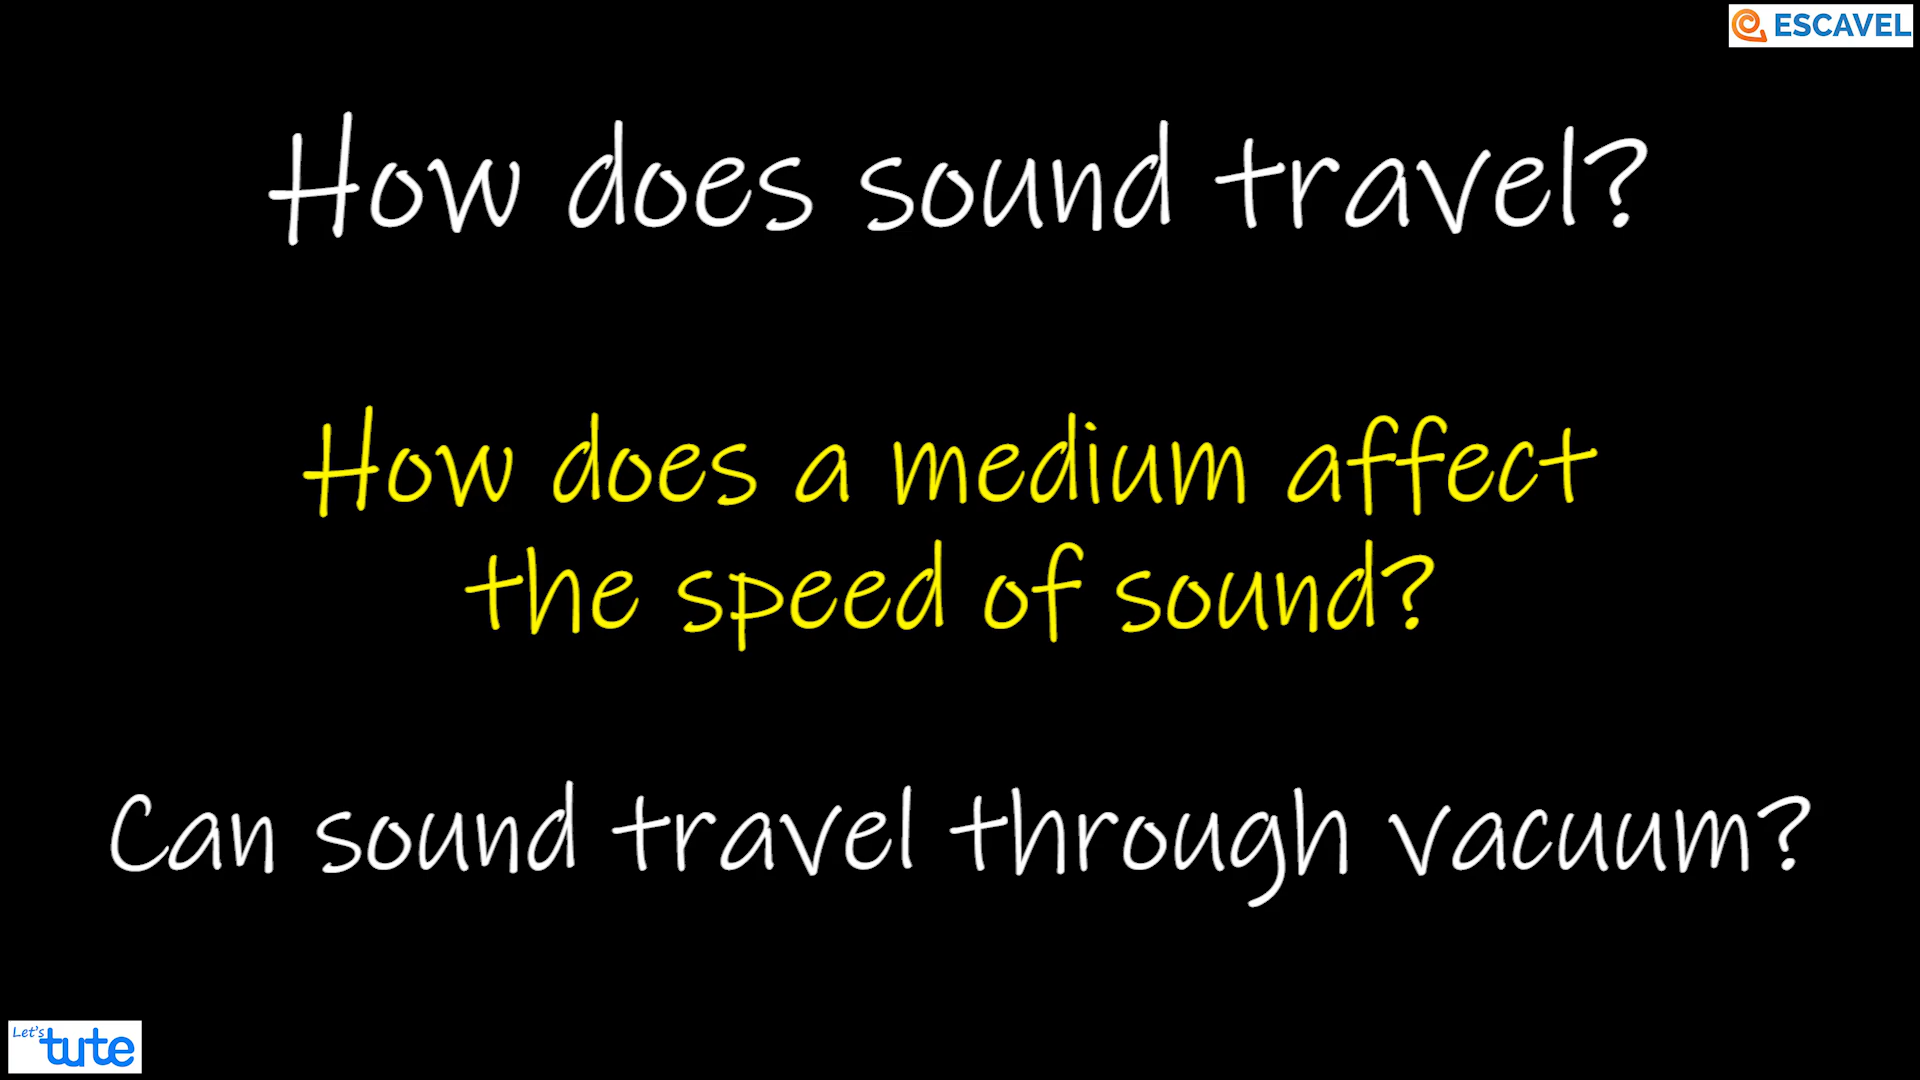 ESCAVEL
How does sound travel?
How does a medium affect
the speed of sound?
Can sound travel through vacuum?
Let's
tute